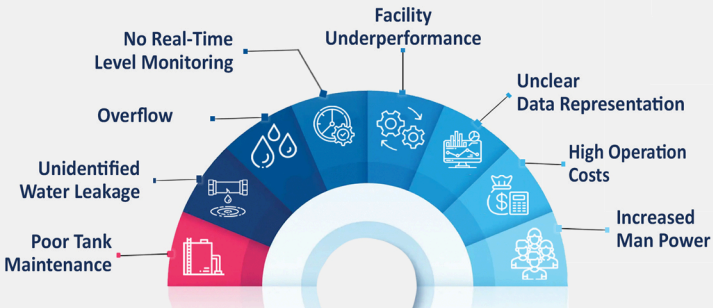 Facility
Underperformance
No Real-Time
Level Monitoring
Unclear
Data Representation
Overflow
High Operation
Costs
Unidentified
Water Leakage
Increased
Man Power
Poor Tank
Maintenance